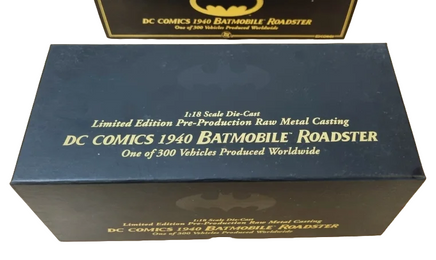 DC COMICS 1940 BATMOBILE ROADSTER
One of 300 Vehicles Produced Worldwide
1:18 Scale Die-Cast
Limited Edition Pre-Production Raw Metal Casting
DC COMICS 1940 BATMOBILE™ ROADSTER
One of 300 Vehicles Produced Worldwide
1:18 Scale Die-Cast
Limited Edition Pre-Production Raw Metal Casting
DC COMICS 1940 BATMOBILE ROADSTER
One of 300 Vehicles Produced Worldwide